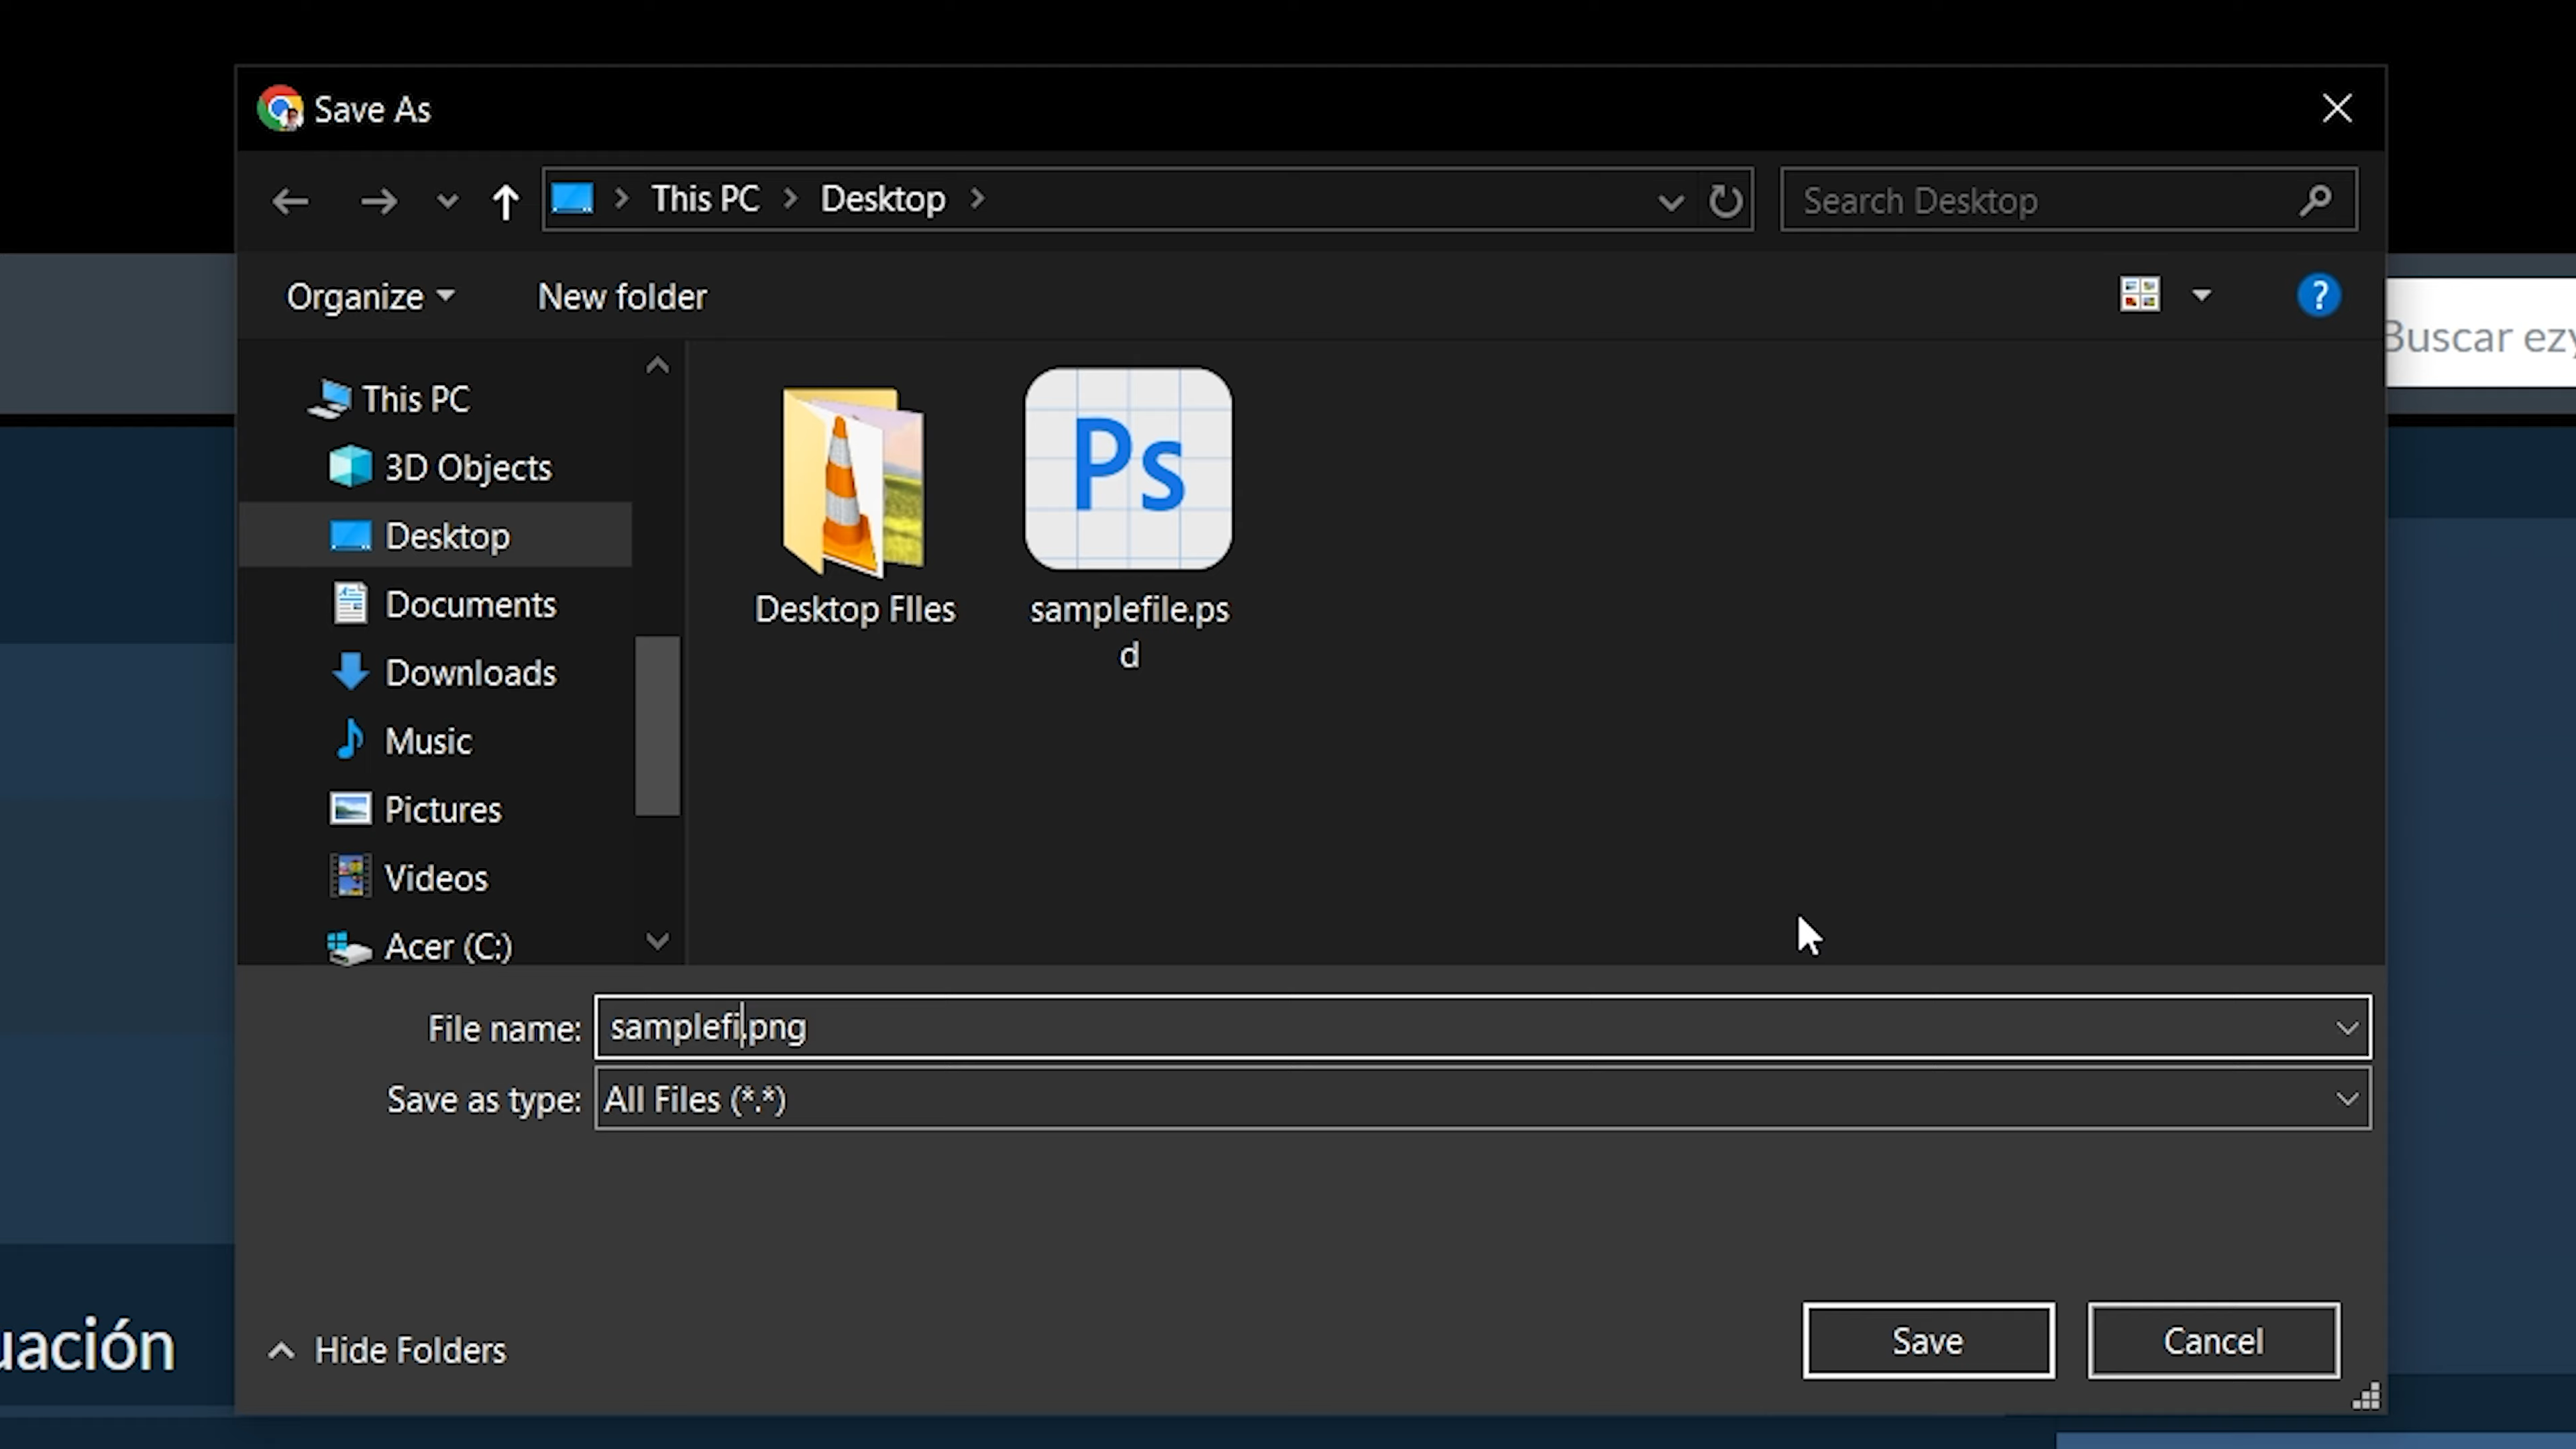 Save As
This PC
Desktop
Search Desktop
Organize
New folder
?
Buscar ezy
This PC
3D Objects
Desktop
Documents
Downloads
Music
Pictures
Videos
Acer (C:)
Ps
Desktop FIles
samplefile.ps
d
File name: samplefi.png
Save as type: All Files (*.*)
Hide Folders
Save
Cancel
uación